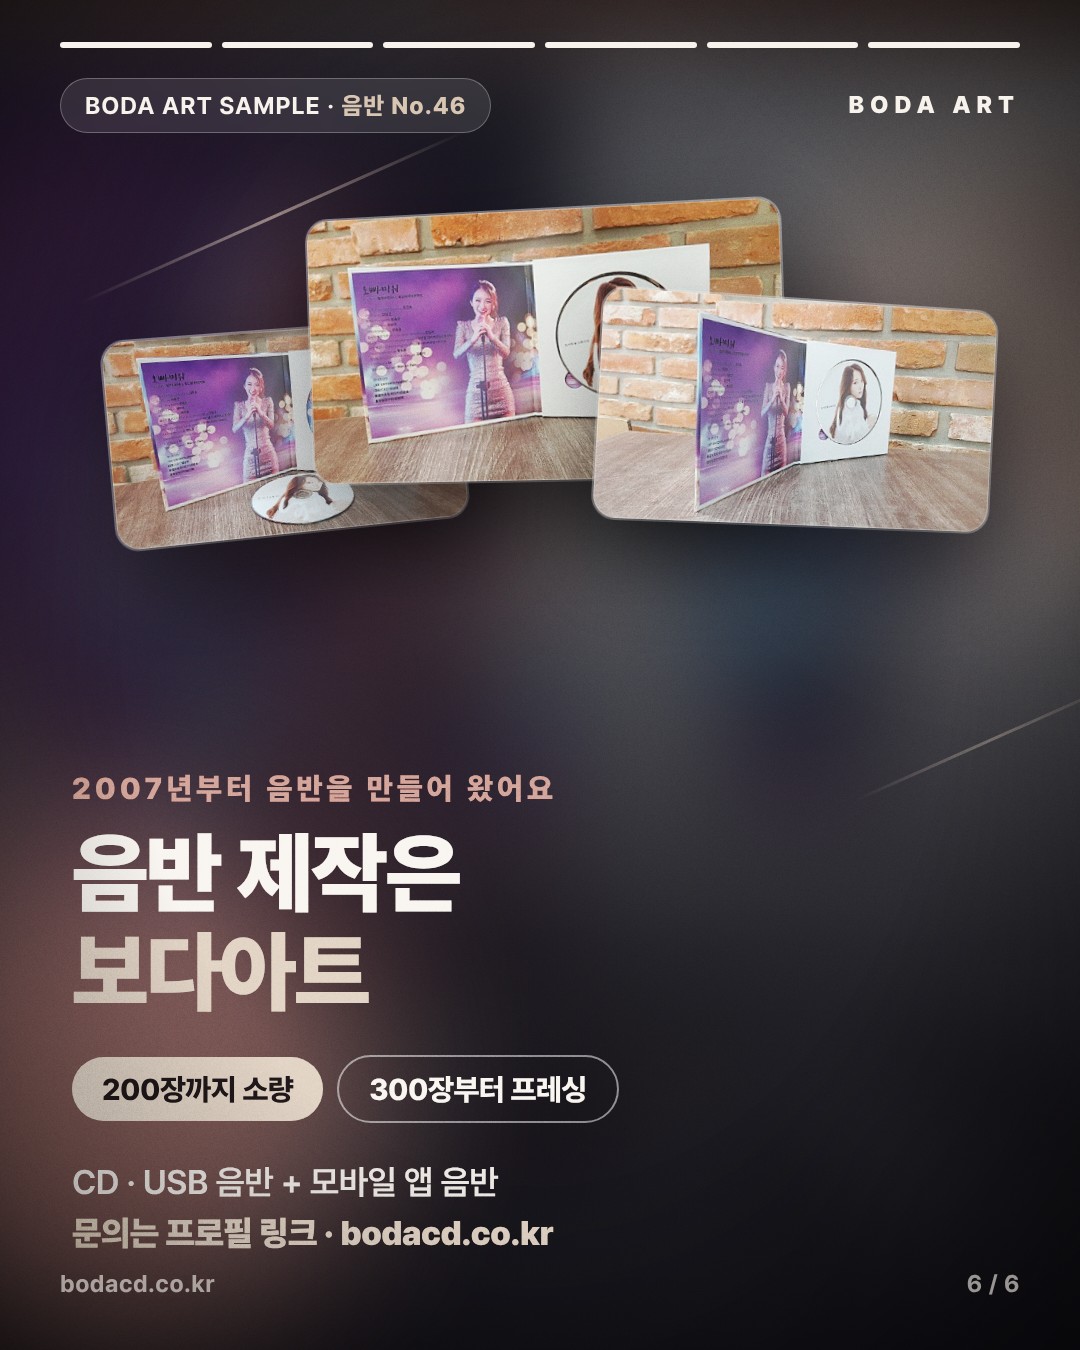 BODA ART SAMPLE · 음반 No.46
BODA ART
2007년부터 음반을 만들어 왔어요
음반 제작은
보다아트
200장까지 소량
300장부터 프레싱
CD · USB 음반 + 모바일 앱 음반
문의는 프로필 링크 · bodacd.co.kr
bodacd.co.kr
6 / 6